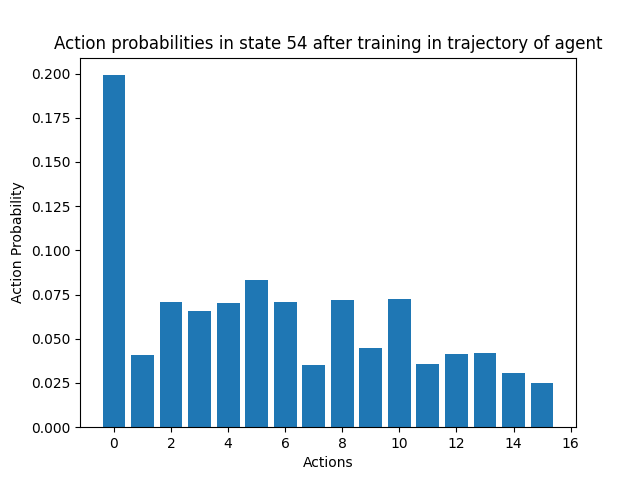 Action probabilities in state 54 after training in trajectory of agent
0.200
0.175
0.150
0.125
0.100
0.075
0.050
0.025
0.000
Action Probability
0 2 4 6 8 10 12 14 16
Actions